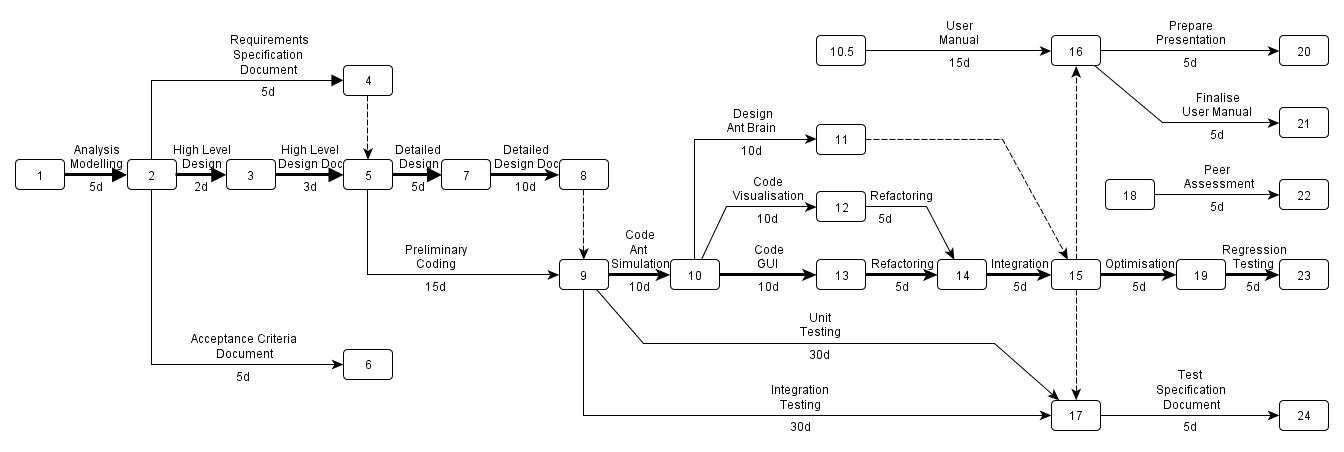 User
Manual
15d
Prepare
Presentation
5d
10.5
16
20
Requirements
Specification
Document
5d
4
Finalise
User Manual
5d
21
Design
Ant Brain
10d
11
Analysis
Modelling
5d
High Level
Design
2d
High Level
Design Doc
3d
Detailed
Design
5d
Detailed
Design Doc
10d
1
2
3
5
7
8
Peer
Assessment
5d
18
22
Code
Visualisation
10d
12
Refactoring
5d
Preliminary
Coding
15d
Code
Ant
Simulation
10d
Code
GUI
10d
Refactoring
5d
Integration
5d
Optimisation
5d
Regression
Testing
5d
9
10
13
14
15
19
23
Unit
Testing
30d
Acceptance Criteria
Document
5d
6
Integration
Testing
30d
Test
Specification
Document
5d
17
24